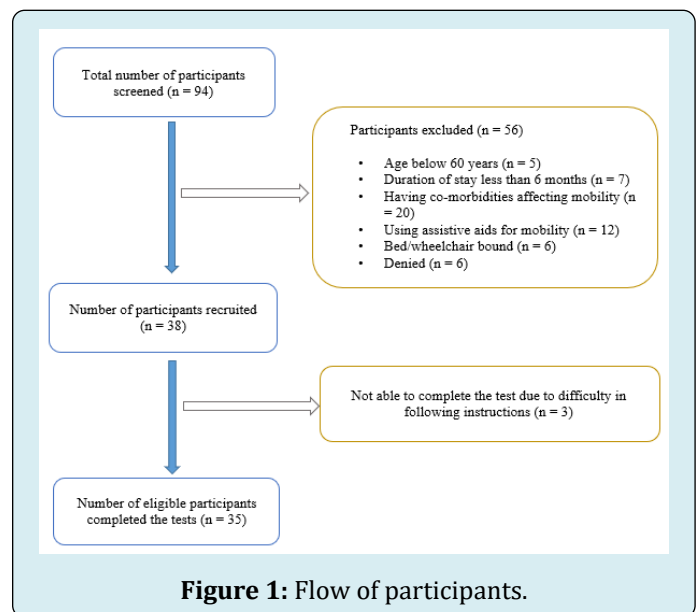 Total number of participants
screened (n = 94)
Participants excluded (n = 56)
• Age below 60 years (n = 5)
• Duration of stay less than 6 months (n = 7)
• Having co-morbidities affecting mobility (n
= 20)
• Using assistive aids for mobility (n = 12)
• Bed/wheelchair bound (n = 6)
• Denied (n = 6)
Number of participants recruited
(n = 38)
Not able to complete the test due to difficulty in
following instructions (n = 3)
Number of eligible participants
completed the tests (n = 35)
Figure 1: Flow of participants.